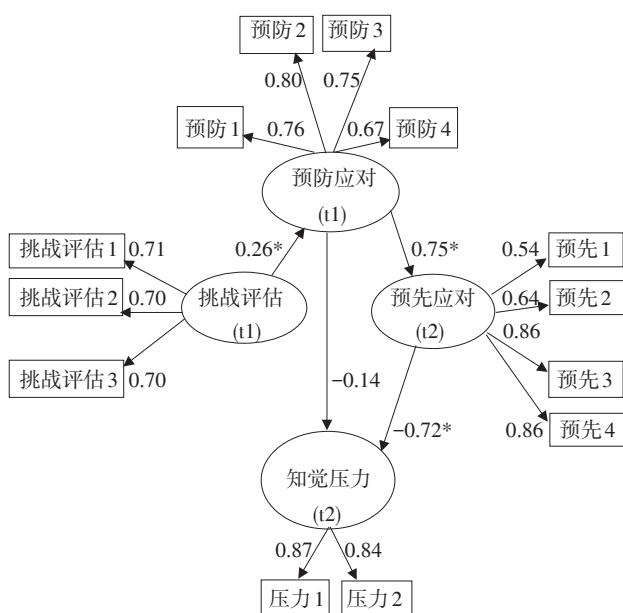 预防2
预防3
0.80
0.75
预防1
0.76
0.67
预防4
预防应对
(t1)
挑战评估1
0.71
0.26*
0.75*
0.54
预先1
挑战评估2
0.70
挑战评估
(t1)
预先应对
(t2)
0.64
预先2
0.86
挑战评估3
0.70
−0.14
预先3
−0.72*
0.86
预先4
知觉压力
(t2)
0.87
0.84
压力1
压力2